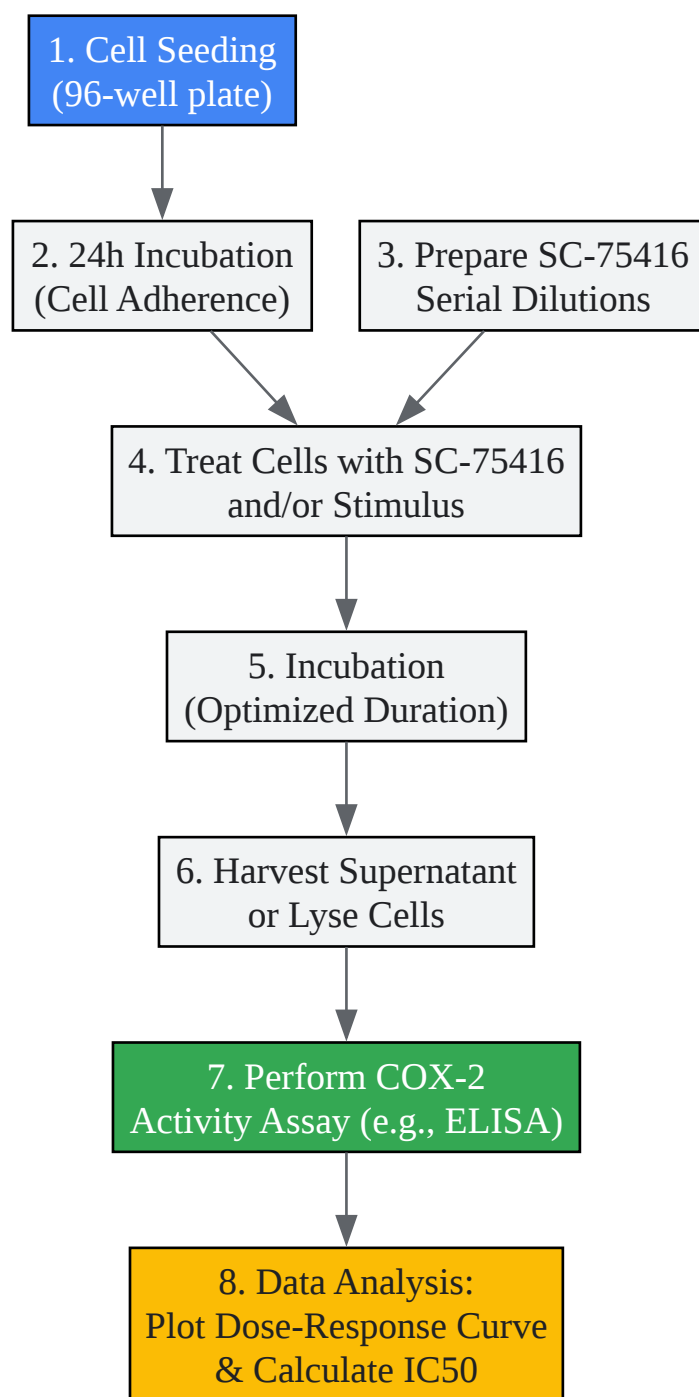 1. Cell Seeding
(96-well plate)
2. 24h Incubation
(Cell Adherence)
3. Prepare SC-75416
Serial Dilutions
4. Treat Cells with SC-75416
and/or Stimulus
5. Incubation
(Optimized Duration)
6. Harvest Supernatant
or Lyse Cells
7. Perform COX-2
Activity Assay (e.g., ELISA)
8. Data Analysis:
Plot Dose-Response Curve
& Calculate IC50